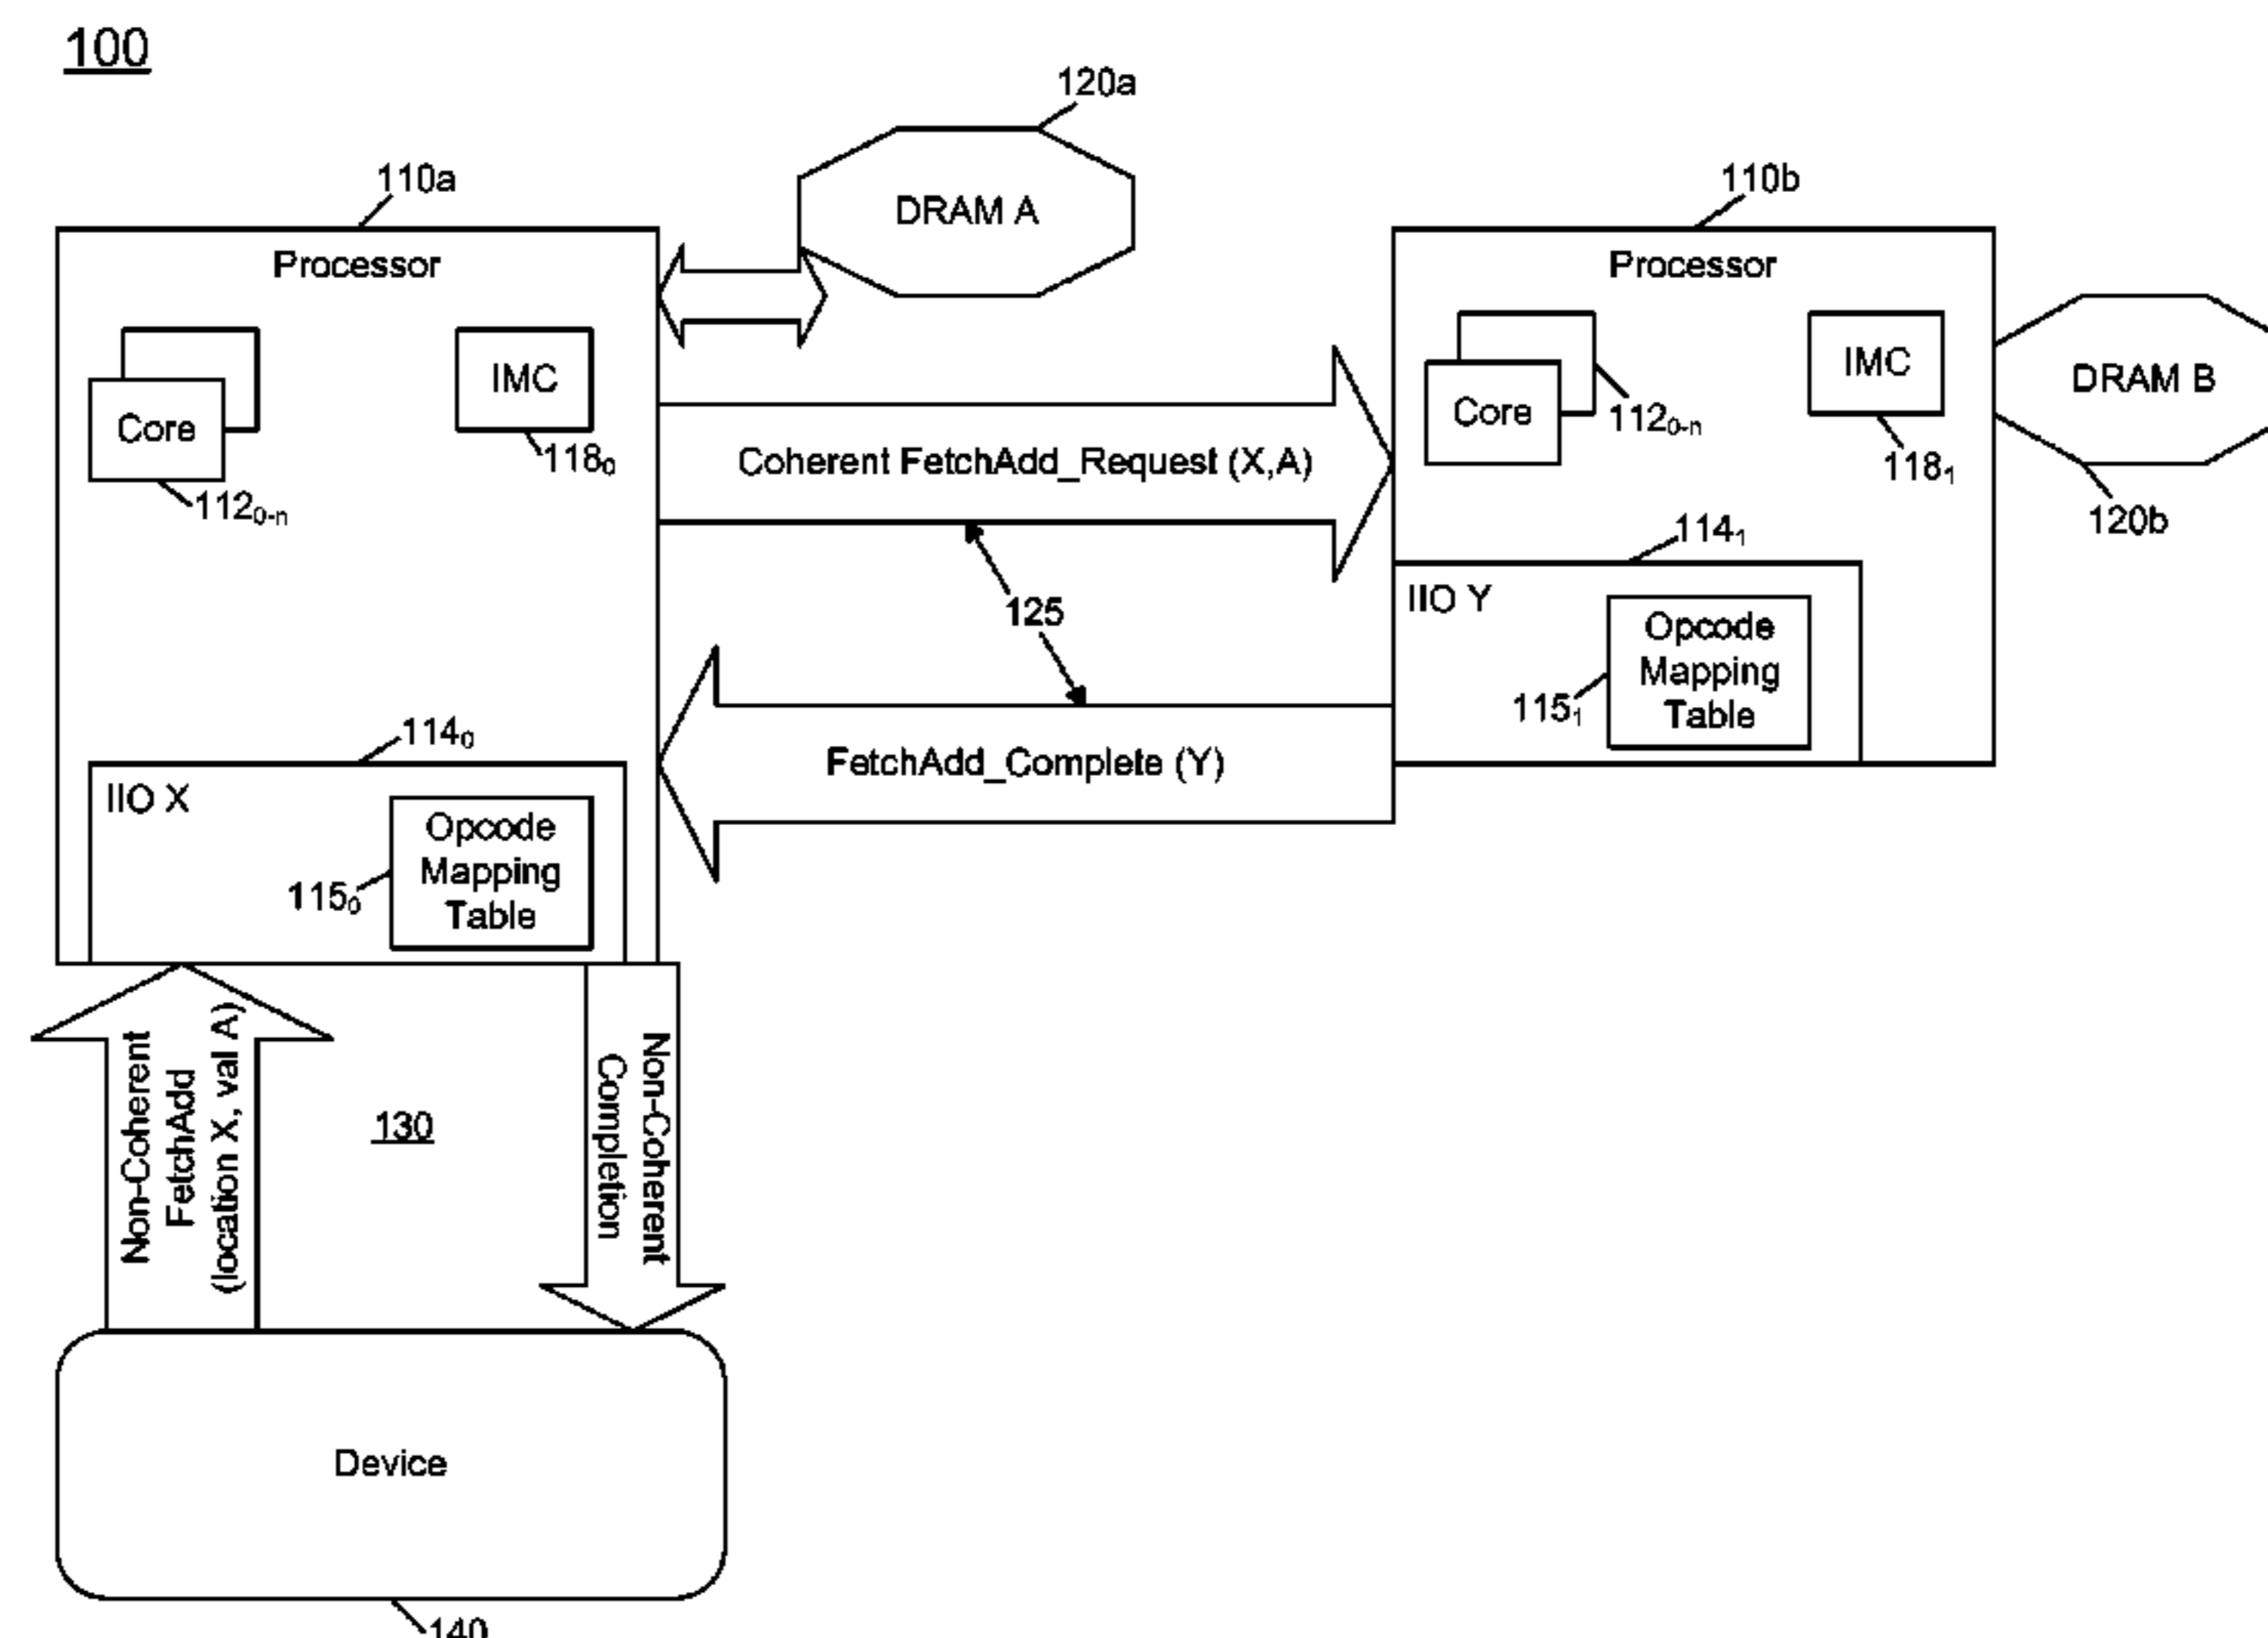 100
120a
110a
DRAM A
110b
Processor
Processor
IMC
IMC
DRAM B
Core
Core
112₀₋ₙ
118₀
Coherent FetchAdd_Request (X,A)
118₁
112₀₋ₙ
120b
114₁
125
IIO Y
Opcode
Mapping
Table
115₁
114₀
FetchAdd_Complete (Y)
IIO X
Opcode
Mapping
Table
115₀
Non-Coherent
FetchAdd
(location X, val A)
130
Non-Coherent
Completion
Device
140